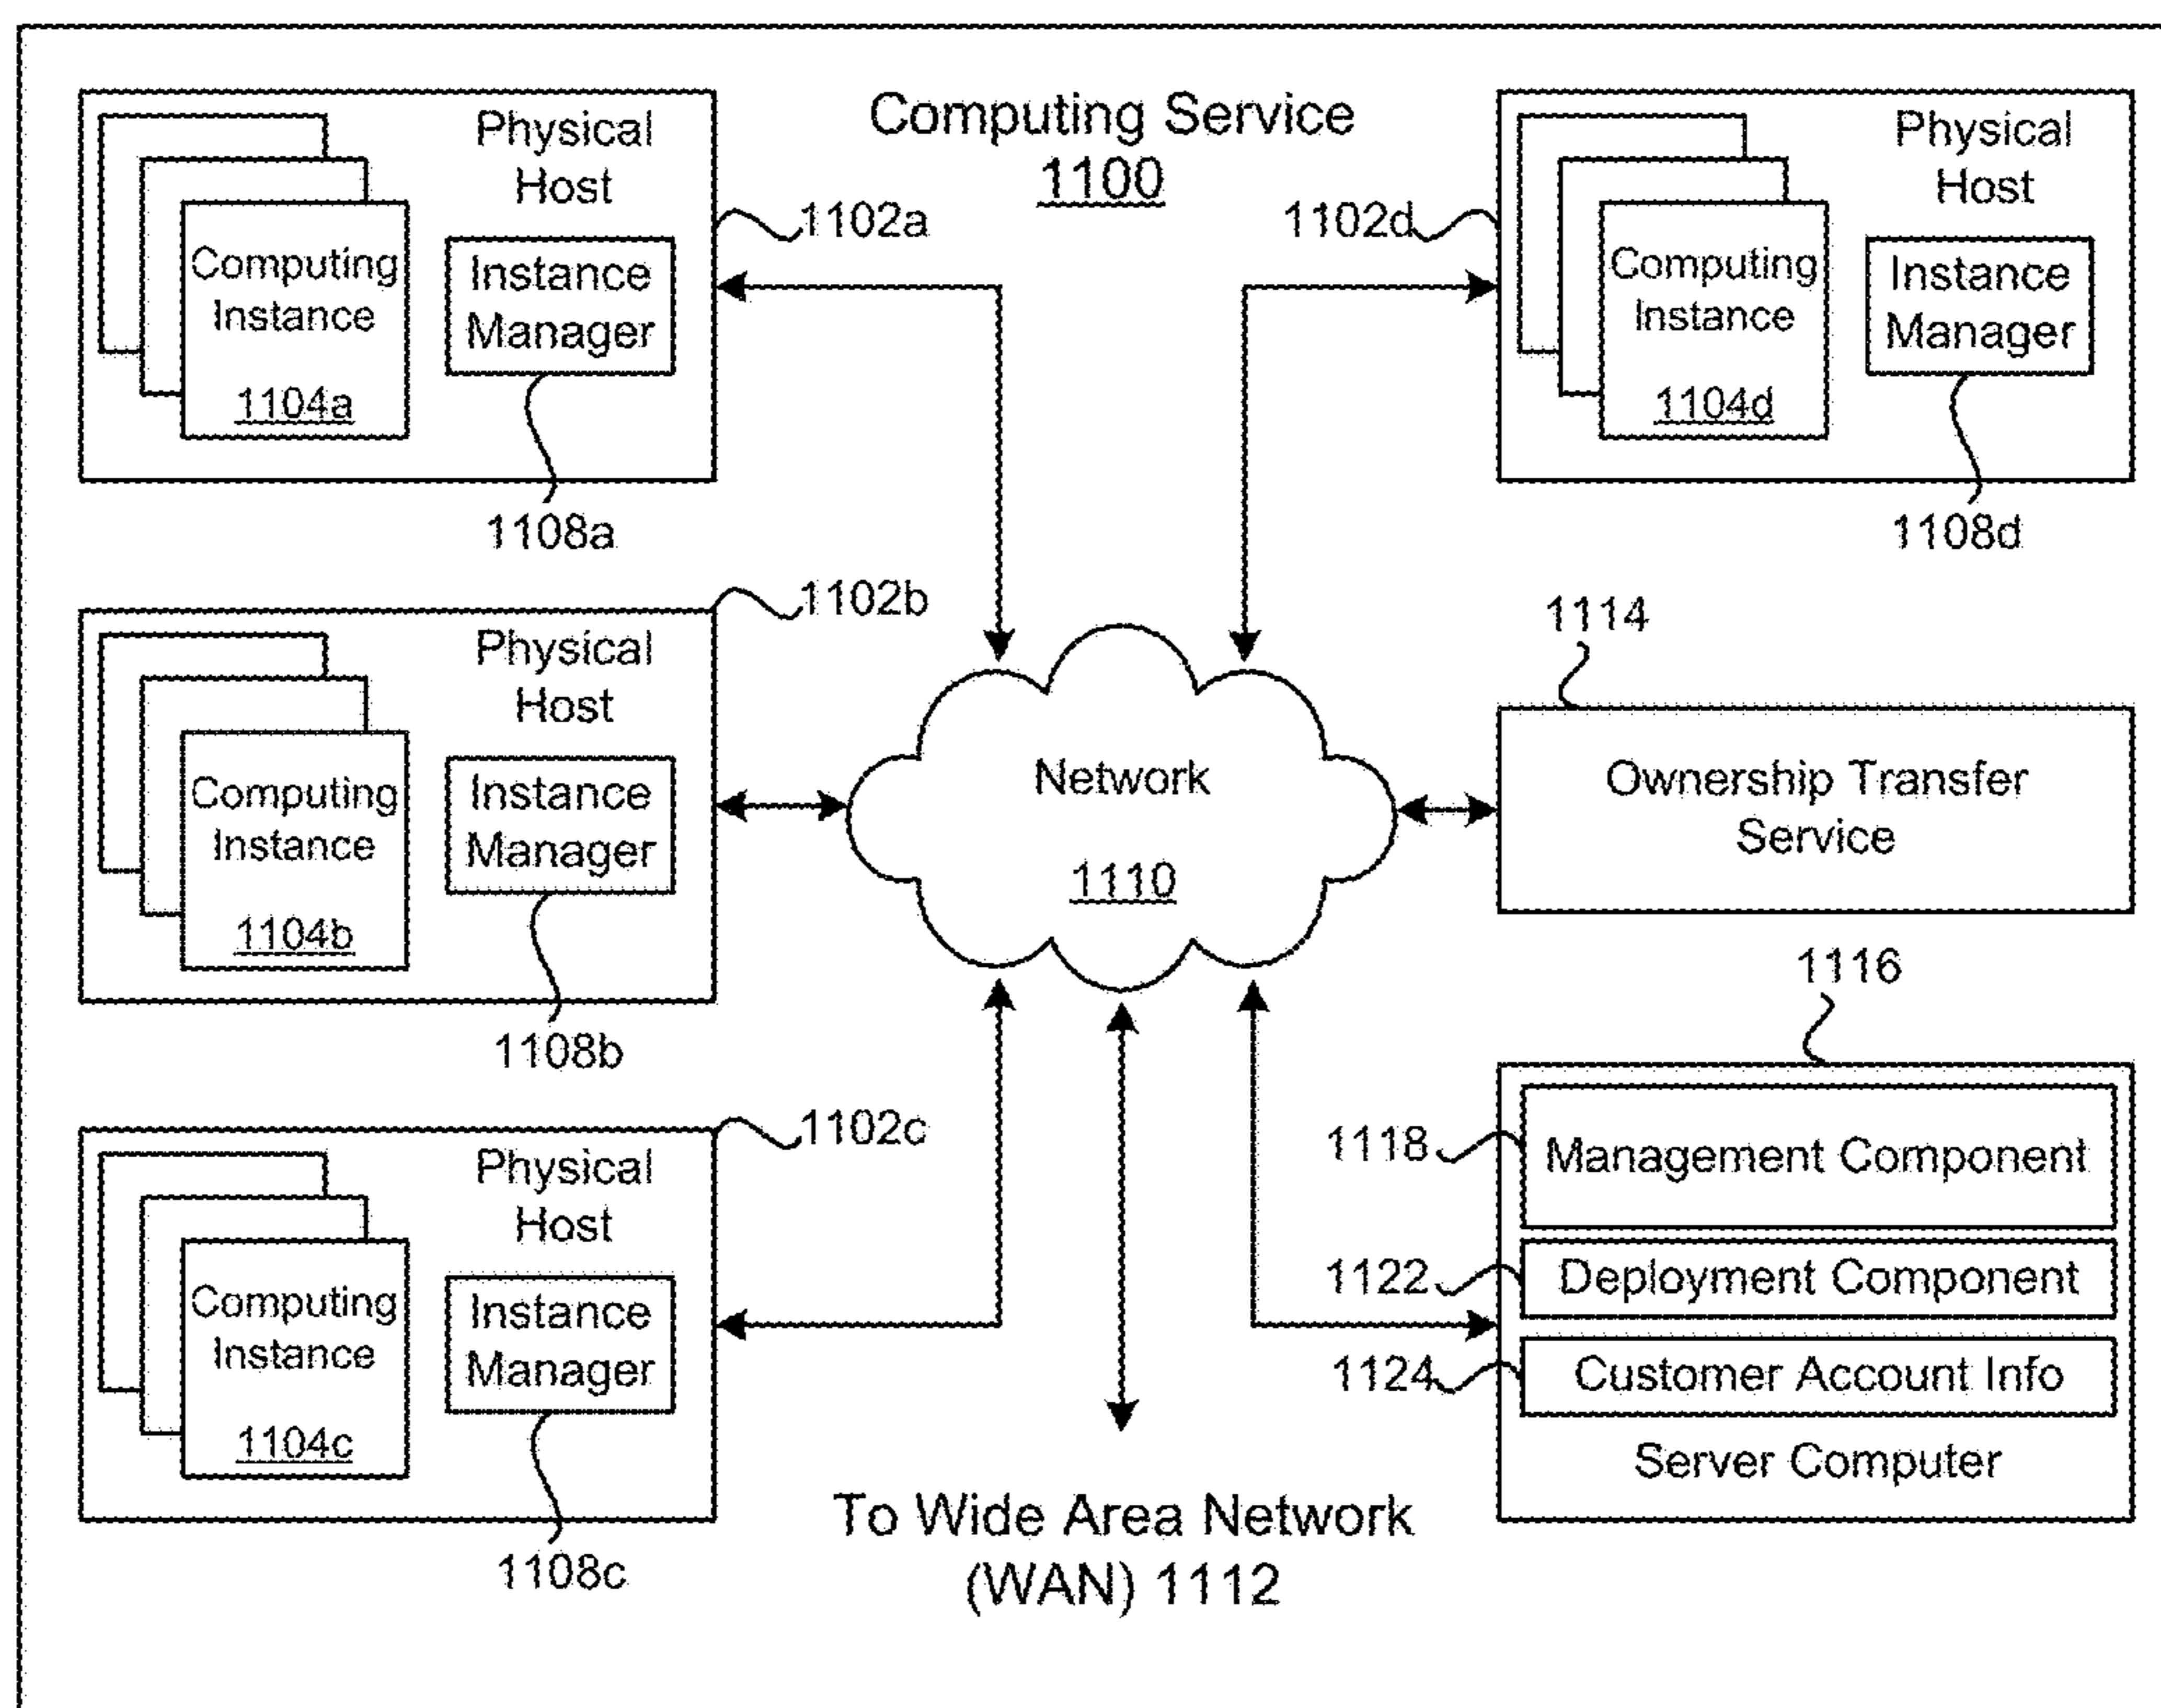 Computing Service
1100
Physical
Host
1102a
Computing
Instance
1104a
Instance
Manager
1108a
Physical
Host
1102d
Computing
Instance
1104d
Instance
Manager
1108d
1102b
Physical
Host
Computing
Instance
1104b
Instance
Manager
1108b
Network
1110
1114
Ownership Transfer
Service
1102c
Physical
Host
Computing
Instance
1104c
Instance
Manager
1108c
1116
1118
Management Component
1122
Deployment Component
1124
Customer Account Info
Server Computer
To Wide Area Network
(WAN) 1112